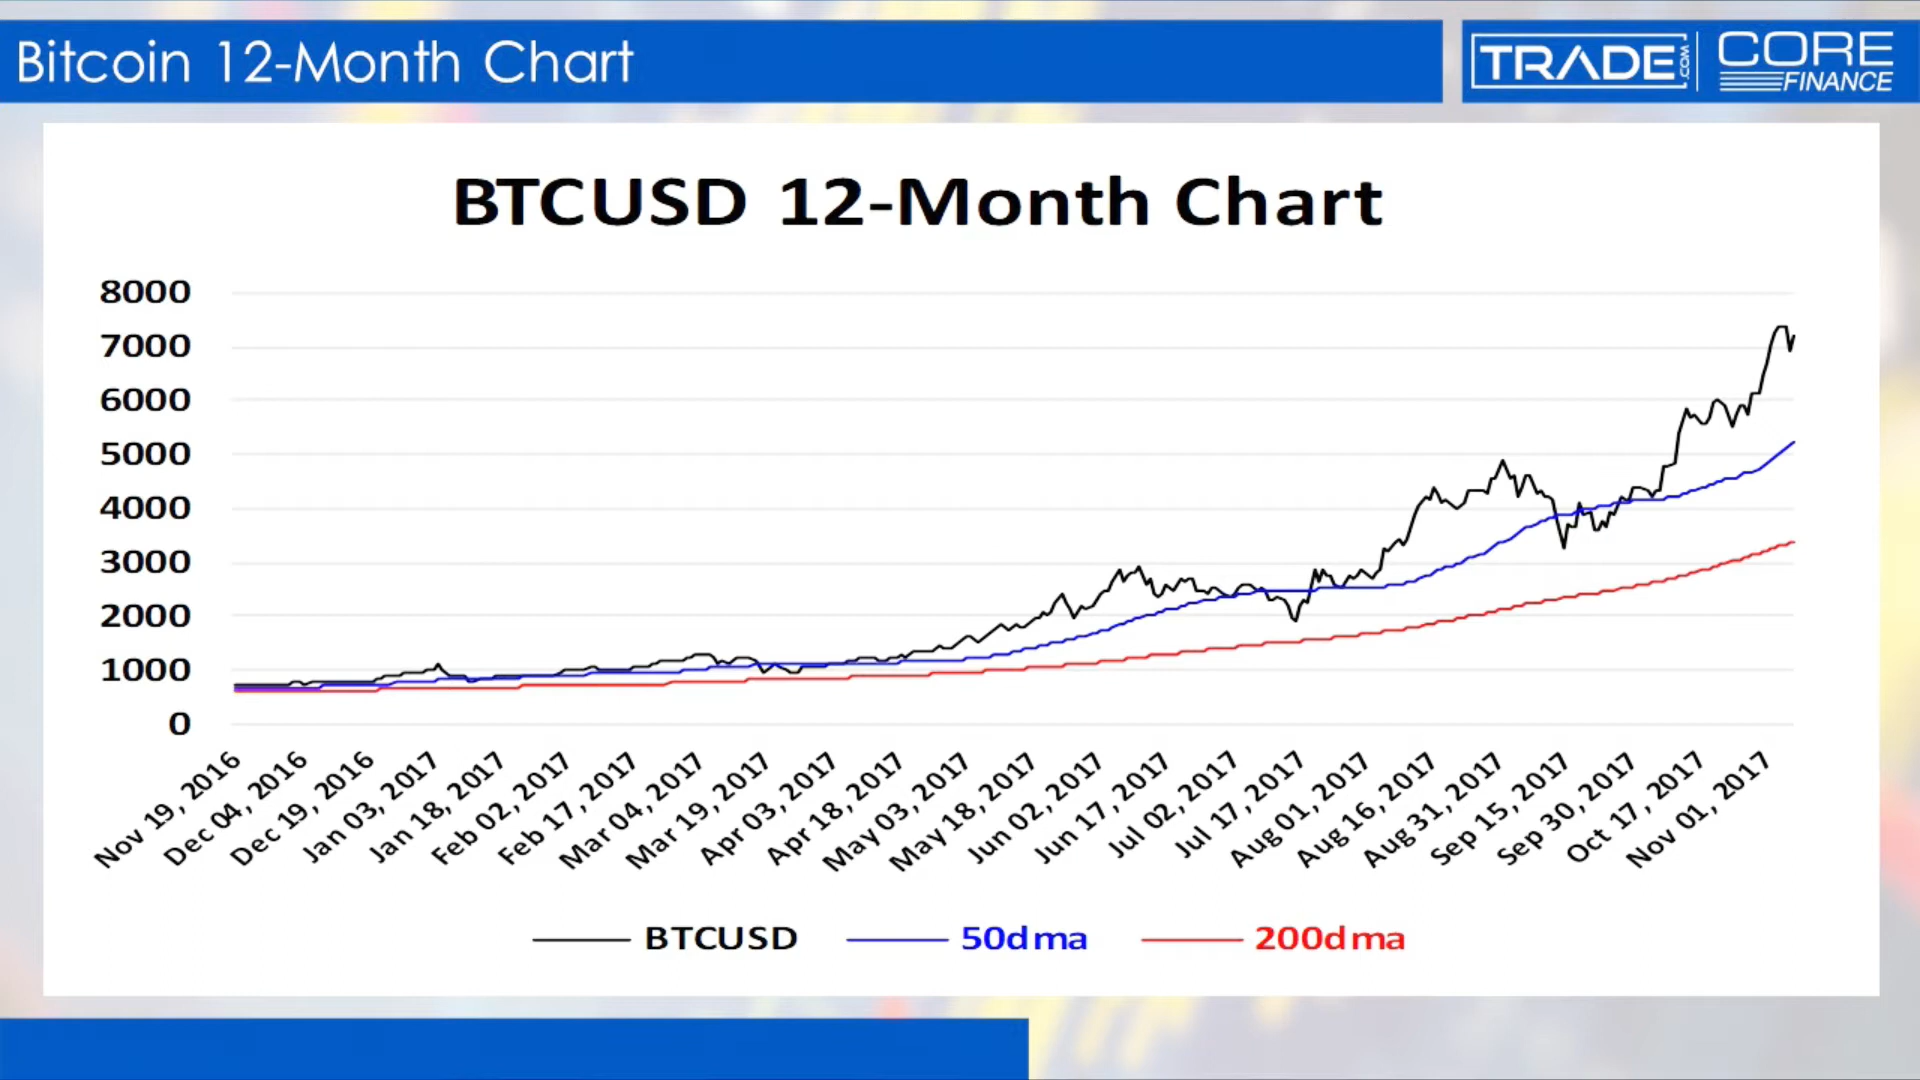 Bitcoin 12-Month Chart
TRADE.COM
CORE
FINANCE
BTCUSD 12-Month Chart
8000
7000
6000
5000
4000
3000
2000
1000
0
Nov 19, 2016
Dec 04, 2016
Dec 19, 2016
Jan 03, 2017
Jan 18, 2017
Feb 02, 2017
Feb 17, 2017
Mar 04, 2017
Mar 19, 2017
Apr 03, 2017
Apr 18, 2017
May 03, 2017
May 18, 2017
Jun 02, 2017
Jun 17, 2017
Jul 02, 2017
Jul 17, 2017
Aug 01, 2017
Aug 16, 2017
Aug 31, 2017
Sep 15, 2017
Sep 30, 2017
Oct 17, 2017
Nov 01, 2017
BTCUSD
50dma
200dma